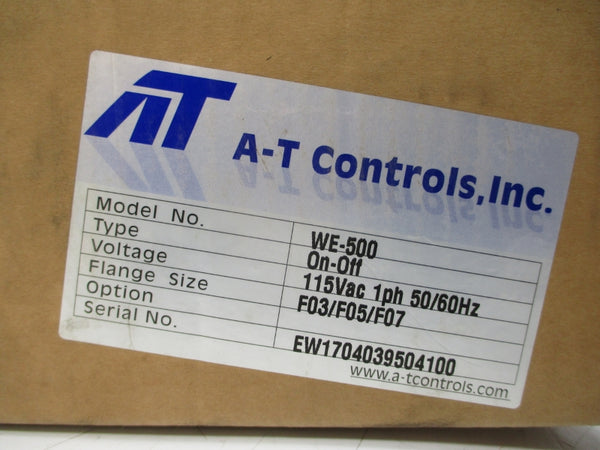 AT
A-T Controls, Inc.
Model No. WE-500
Type On-Off
Voltage 115Vac 1ph 50/60Hz
Flange Size F03/F05/F07
Option
Serial No. EW1704039504100
www.a-tcontrols.com